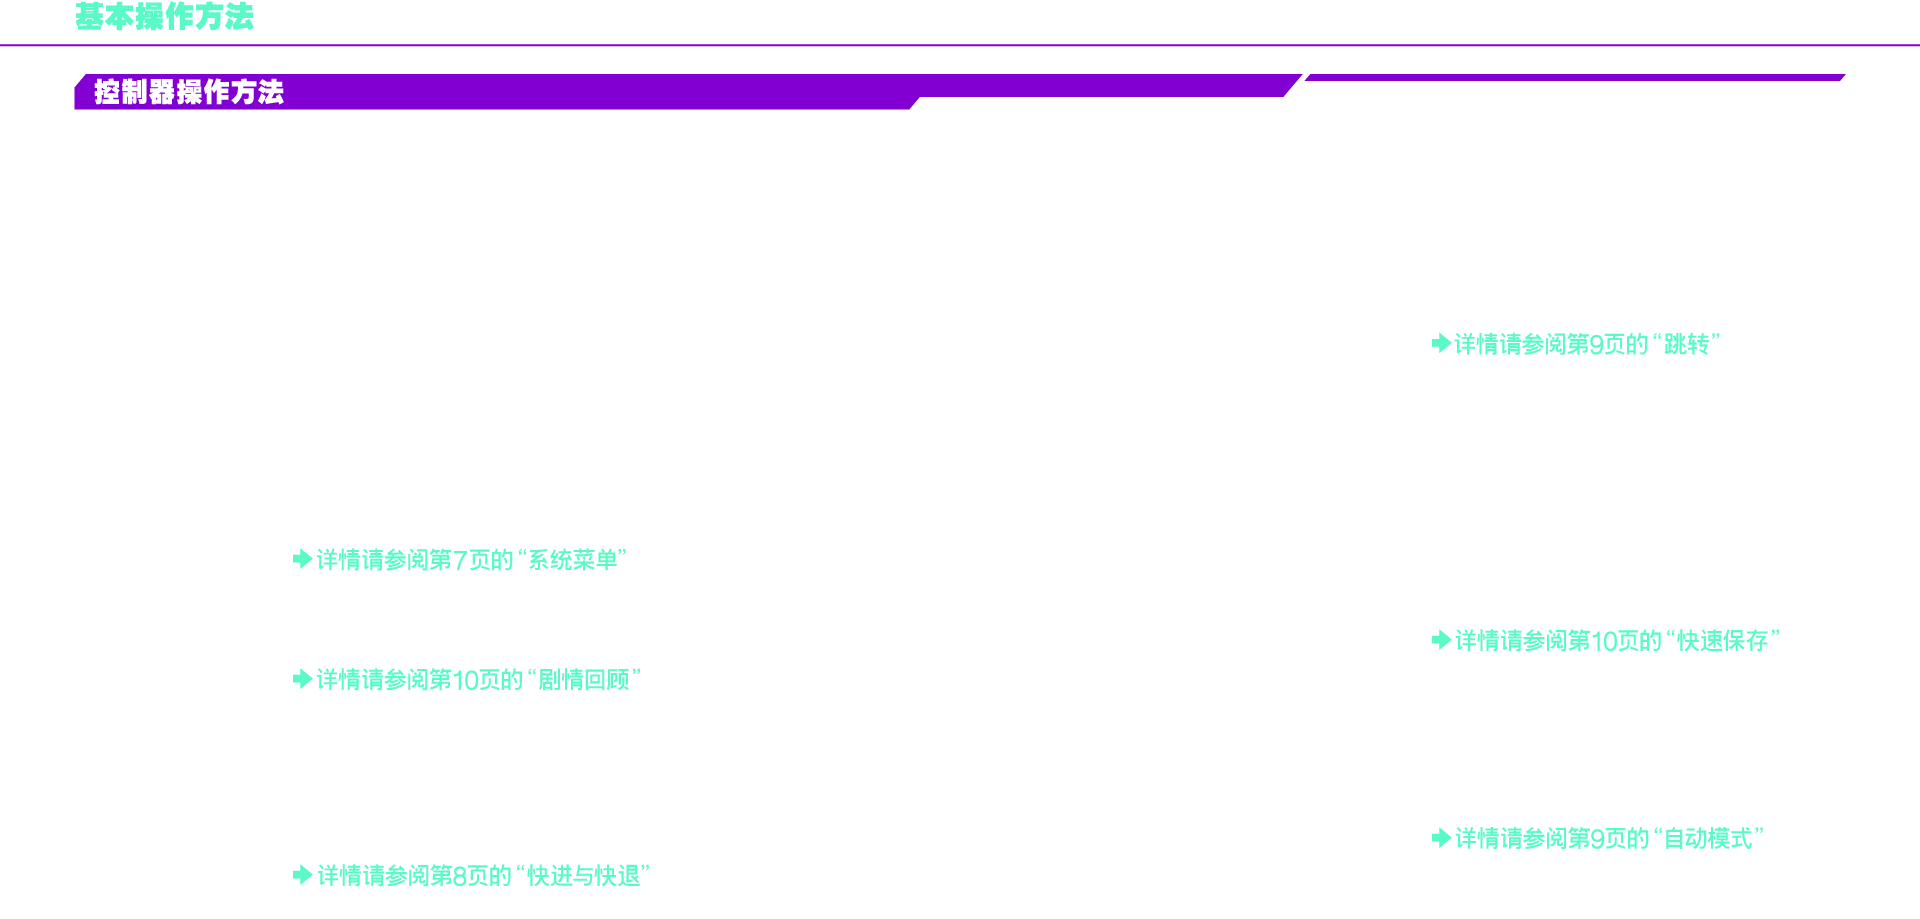 基本操作方法
控制器操作方法
详情请参阅第9页的“跳转”
详情请参阅第7页的“系统菜单”
详情请参阅第10页的“快速保存”
详情请参阅第10页的“剧情回顾”
详情请参阅第9页的“自动模式”
详情请参阅第8页的“快进与快退”